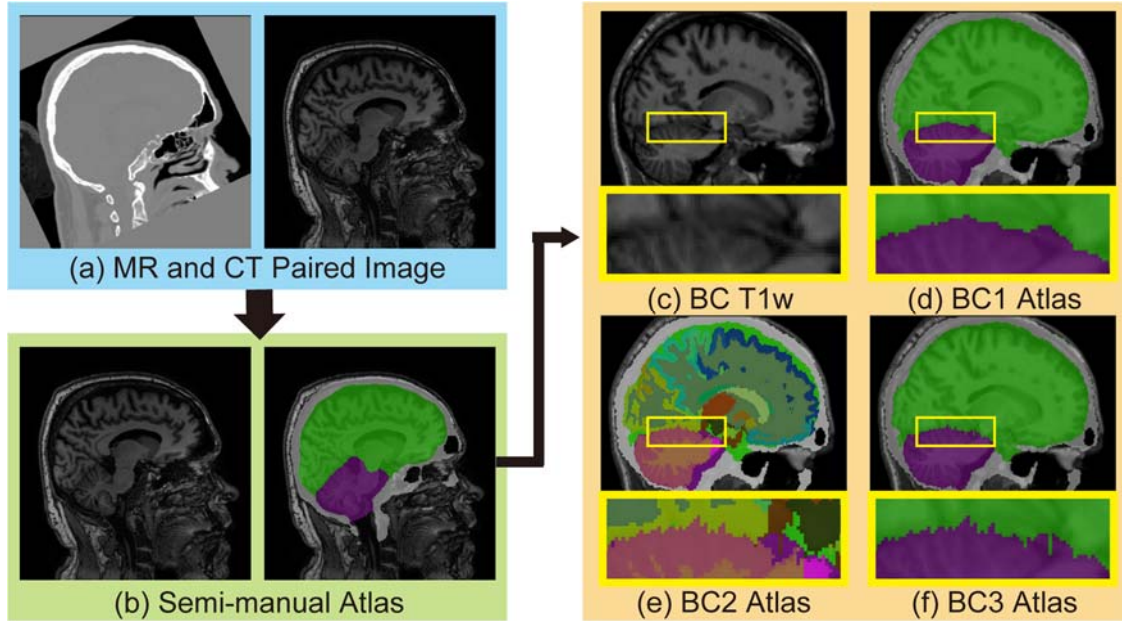 (a) MR and CT Paired Image
(b) Semi-manual Atlas
(c) BC T1w
(d) BC1 Atlas
(e) BC2 Atlas
(f) BC3 Atlas